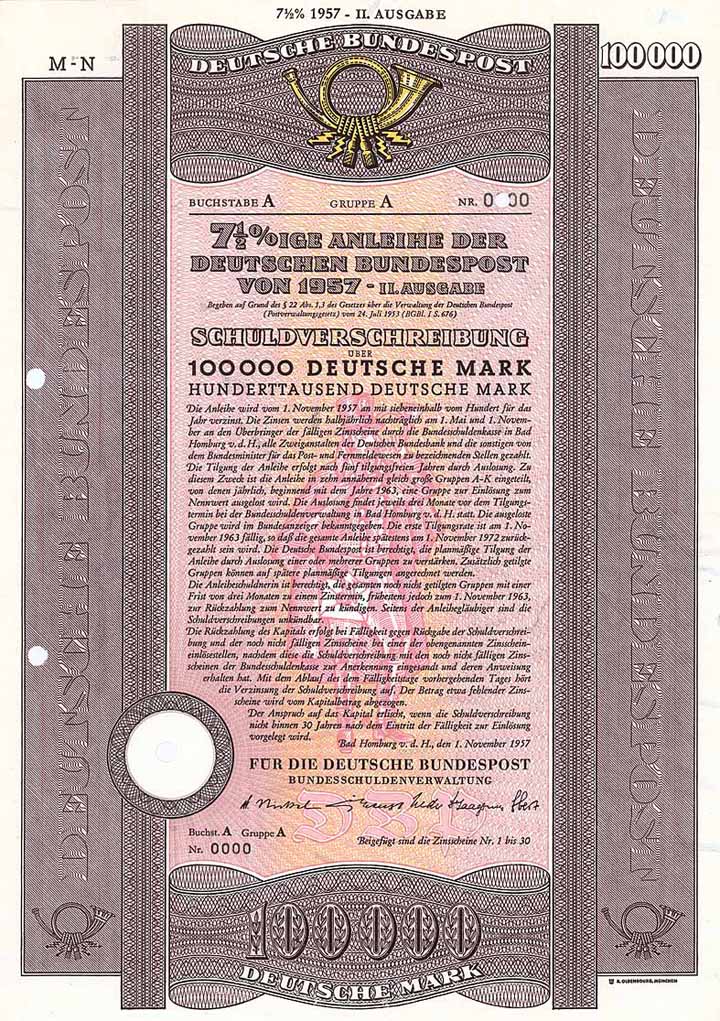 7½% 1957 - II. AUSGABE
M-N
DEUTSCHE BUNDESPOST
100000
BUCHSTABE A GRUPPE A NR. 0 00
7½%IGE ANLEIHE DER
DEUTSCHEN BUNDESPOST
VON 1957 - II. AUSGABE
Begeben auf Grund des § 22 Abs. 1, 3 des Gesetzes über die Verwaltung der Deutschen Bundespost
(Postverwaltungsgesetz) vom 24. Juli 1953 (BGBl. I S. 676)
SCHULDVERSCHREIBUNG
ÜBER
100000 DEUTSCHE MARK
HUNDERTTAUSEND DEUTSCHE MARK
Die Anleihe wird vom 1. November 1957 an mit siebeneinhalb vom Hundert für das
Jahr verzinst. Die Zinsen werden halbjährlich nachträglich am 1. Mai und 1. Novem-
ber an den Überbringer der fälligen Zinsscheine durch die Bundesschuldenkasse in Bad
Homburg v. d. H., alle Zweiganstalten der Deutschen Bundesbank und die sonstigen von
dem Bundesminister für das Post- und Fernmeldewesen zu bezeichnenden Stellen gezahlt.
Die Tilgung der Anleihe erfolgt nach fünf tilgungsfreien Jahren durch Auslosung. Zu
diesem Zweck ist die Anleihe in zehn annähernd gleich große Gruppen A-K eingeteilt,
von denen jährlich, beginnend mit dem Jahre 1963, eine Gruppe zur Einlösung zum
Nennwert ausgelost wird. Die Auslosung findet jeweils drei Monate vor dem Tilgungs-
termin bei der Bundesschuldenverwaltung in Bad Homburg v. d. H. statt. Die ausgeloste
Gruppe wird im Bundesanzeiger bekanntgegeben. Die erste Tilgungsrate ist am 1. No-
vember 1963 fällig, so daß die gesamte Anleihe spätestens am 1. November 1972 zurück-
gezahlt sein wird. Die Deutsche Bundespost ist berechtigt, die planmäßige Tilgung der
Anleihe durch Auslosung einer oder mehrerer Gruppen zu verstärken. Zusätzlich getilgte
Gruppen können auf spätere planmäßige Tilgungen angerechnet werden.
Die Anleiheschuldnerin ist berechtigt, die gesamten noch nicht getilgten Gruppen mit einer
Frist von drei Monaten zu einem Zinstermin, frühestens jedoch zum 1. November 1963,
zur Rückzahlung zum Nennwert zu kündigen. Seitens der Anleihegläubiger sind die
Schuldverschreibungen unkündbar.
Die Rückzahlung des Kapitals erfolgt bei Fälligkeit gegen Rückgabe der Schuldverschrei-
bung und der noch nicht fälligen Zinsscheine bei einer der obengenannten Zinsschein-
einlösestellen, nachdem diese die Schuldverschreibung mit den noch nicht fälligen Zins-
scheinen der Bundesschuldenkasse zur Anerkennung eingesandt und deren Anweisung
erhalten hat. Mit dem Ablauf des dem Fälligkeitstage vorhergehenden Tages hört
die Verzinsung der Schuldverschreibung auf. Der Betrag etwa fehlender Zins-
scheine wird vom Kapitalbetrag abgezogen.
Der Anspruch auf das Kapital erlischt, wenn die Schuldverschreibung
nicht binnen 30 Jahren nach dem Eintritt der Fälligkeit zur Einlösung
vorgelegt wird.
Bad Homburg v. d. H., den 1. November 1957
FÜR DIE DEUTSCHE BUNDESPOST
BUNDESSCHULDENVERWALTUNG
DBP
Buchst. A Gruppe A
Nr. 0000
Beigefügt sind die Zinsscheine Nr. 1 bis 30
100000
DEUTSCHE MARK
DEUTSCHE BUNDESPOST
DEUTSCHE BUNDESPOST
R. OLDENBOURG, MÜNCHEN